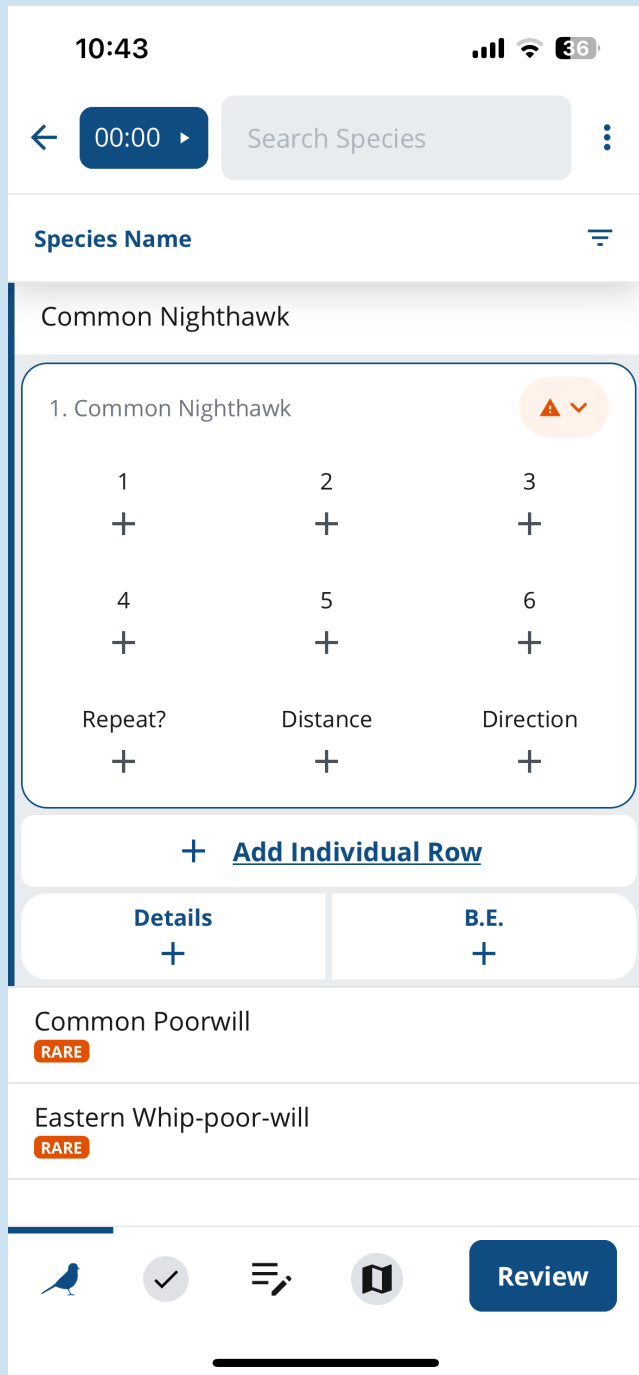 10:43 36
00:00 Search Species
Species Name
Common Nighthawk
1. Common Nighthawk
1 2 3
+ + +
4 5 6
+ + +
Repeat? Distance Direction
+ + +
+ Add Individual Row
Details B.E.
+ +
Common Poorwill
RARE
Eastern Whip-poor-will
RARE
Review